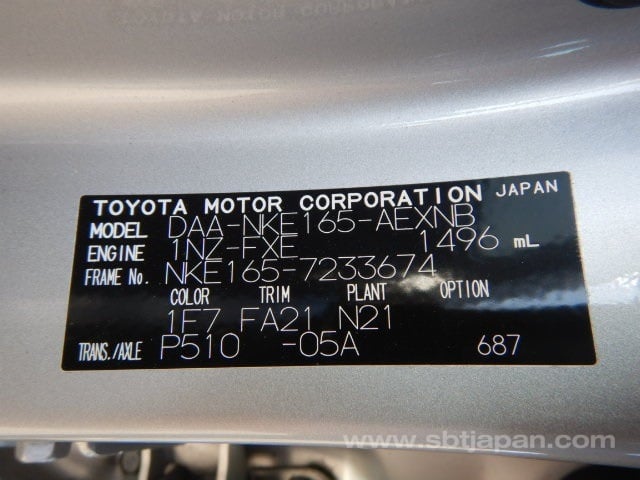 TOYOTA MOTOR CORPORATION JAPAN
MODEL DAA-NKE165-AEXNB
ENGINE 1NZ-FXE 1496 mL
FRAME No. NKE165-7233674
COLOR TRIM PLANT OPTION
1F7 FA21 N21
TRANS./AXLE P510 -05A 687
www.sbtjapan.com